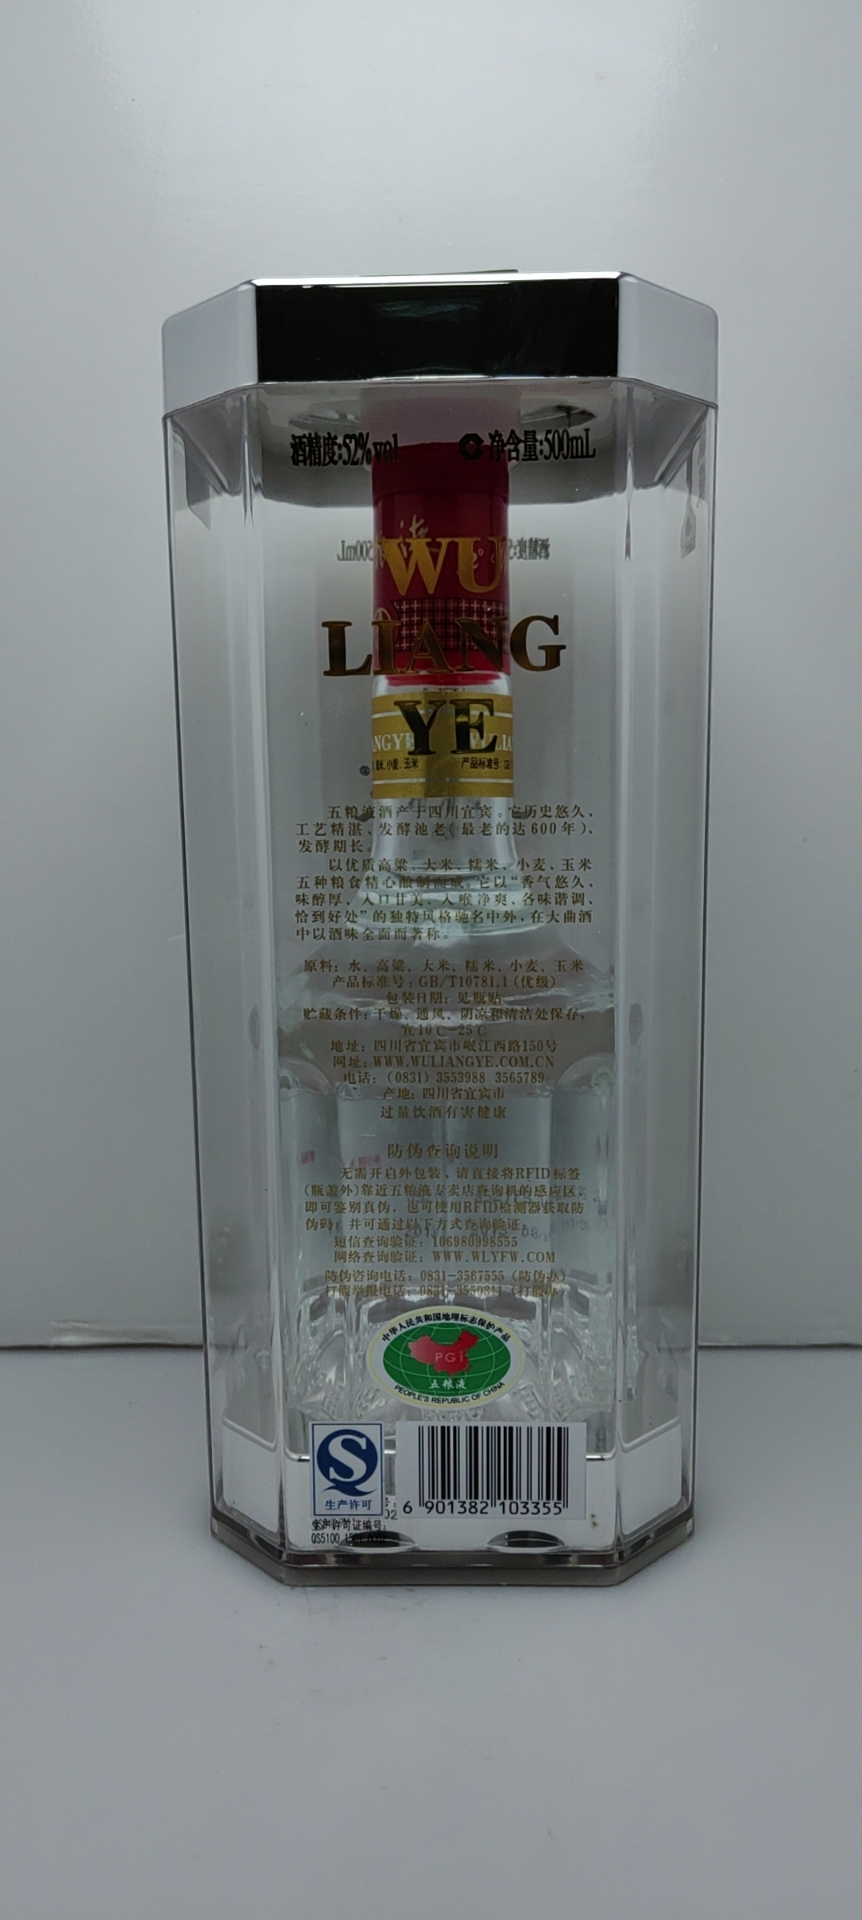 酒精度:52%vol 净含量:500mL
WU
LIANG
YE
产品标准号:
五粮液酒产于四川宜宾。它历史悠久、
工艺精湛、发酵池老(最老的达600年)、
发酵期长。
以优质高粱、大米、糯米、小麦、玉米
五种粮食精心酿制而成。它以“香气悠久、
味醇厚、入口甘美、入喉净爽、各味谐调、
恰到好处”的独特风格驰名中外,在大曲酒
中以酒味全面而著称。
原料:水、高粱、大米、糯米、小麦、玉米
产品标准号:GB/T10781.1(优级)
包装日期:见瓶贴
贮藏条件:干燥、通风、阴凉和清洁处保存,
宜10℃-25℃
地址:四川省宜宾市岷江西路150号
网址:WWW.WULIANGYE.COM.CN
电话:(0831)3553988 3565789
产地:四川省宜宾市
过量饮酒有害健康
防伪查询说明
无需开启外包装,请直接将RFID标签
(瓶盖外)靠近五粮液专卖店查询机的感应区,
即可鉴别真伪,也可使用RFID检测器获取防
伪码,并可通过以下方式查询验证:
短信查询验证:106980998555
网络查询验证:WWW.WLYFW.COM
防伪咨询电话:0831-3567555(防伪办)
打假举报电话:
中华人民共和国地理标志保护产品
PGI
五粮液
PEOPLE'S REPUBLIC OF CHINA
生产许可
6 901382 103355
生产许可证编号:
QS5100